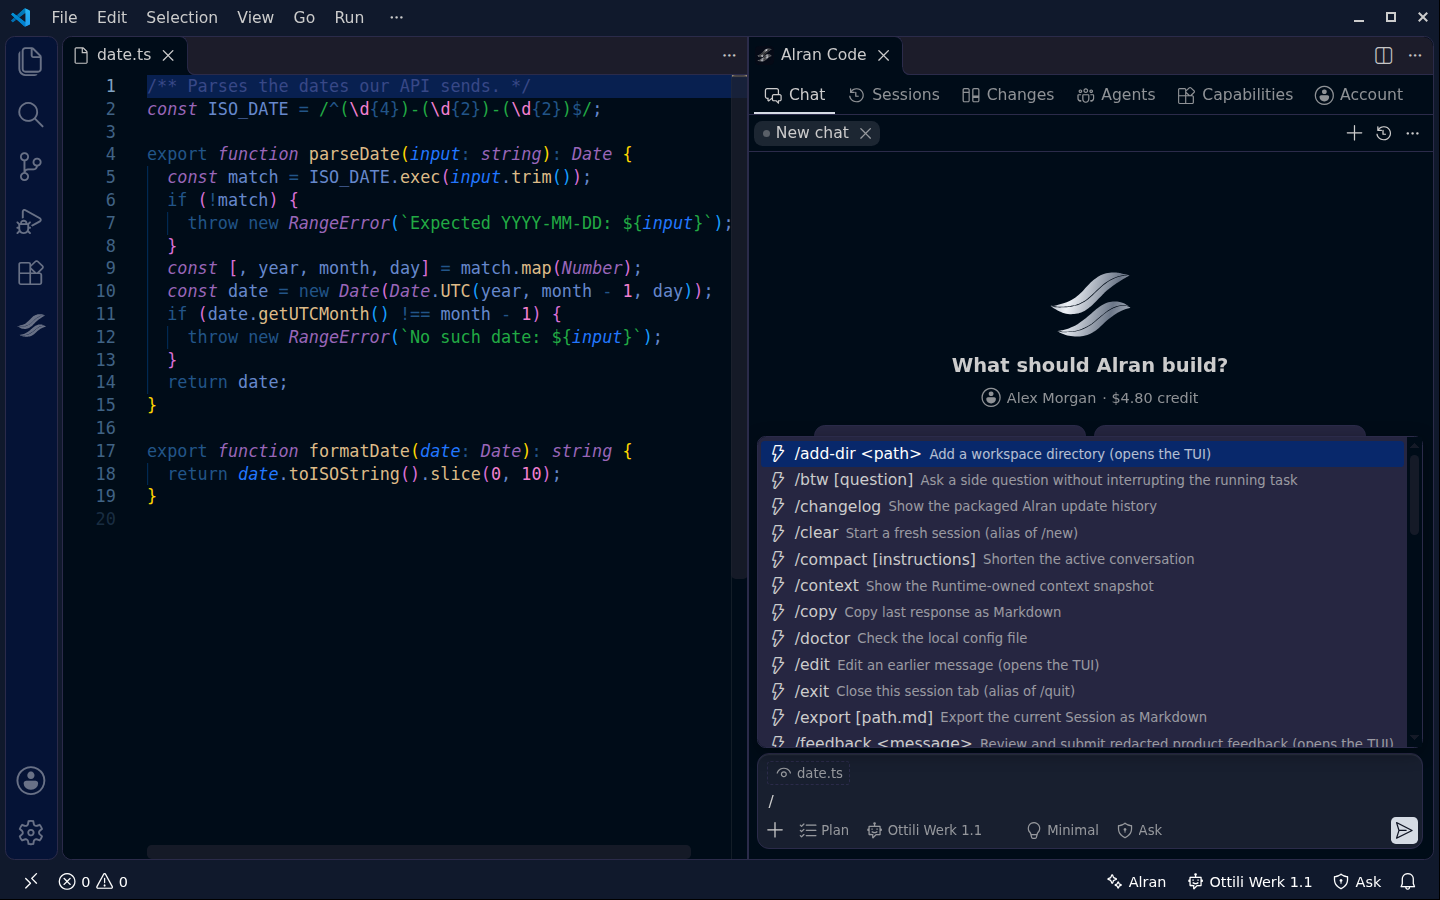 File Edit Selection View Go Run ···
date.ts
1 /** Parses the dates our API sends. */
2 const ISO_DATE = /^(\d{4})-(\d{2})-(\d{2})$/;
3
4 export function parseDate(input: string): Date {
5 const match = ISO_DATE.exec(input.trim());
6 if (!match) {
7 throw new RangeError(`Expected YYYY-MM-DD: ${input}`);
8 }
9 const [, year, month, day] = match.map(Number);
10 const date = new Date(Date.UTC(year, month - 1, day));
11 if (date.getUTCMonth() !== month - 1) {
12 throw new RangeError(`No such date: ${input}`);
13 }
14 return date;
15 }
16
17 export function formatDate(date: Date): string {
18 return date.toISOString().slice(0, 10);
19 }
20
Alran Code
Chat Sessions Changes Agents Capabilities Account
New chat
What should Alran build?
Alex Morgan · $4.80 credit
/add-dir <path> Add a workspace directory (opens the TUI)
/btw [question] Ask a side question without interrupting the running task
/changelog Show the packaged Alran update history
/clear Start a fresh session (alias of /new)
/compact [instructions] Shorten the active conversation
/context Show the Runtime-owned context snapshot
/copy Copy last response as Markdown
/doctor Check the local config file
/edit Edit an earlier message (opens the TUI)
/exit Close this session tab (alias of /quit)
/export [path.md] Export the current Session as Markdown
/feedback <message> Review and submit redacted product feedback (opens the TUI)
date.ts
/
Plan Ottili Werk 1.1 Minimal Ask
0 0 Alran Ottili Werk 1.1 Ask